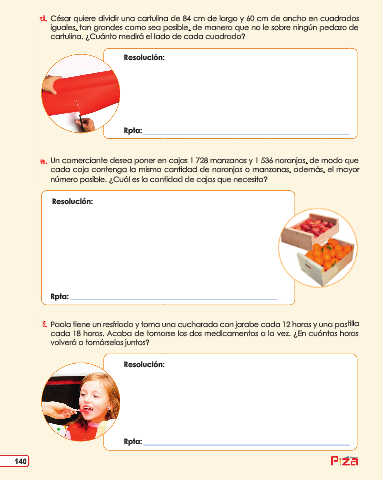 d. César quiere dividir una cartulina de 84 cm de largo y 60 cm de ancho en cuadrados
iguales, tan grandes como sea posible, de manera que no le sobre ningún pedazo de
cartulina. ¿Cuánto medirá el lado de cada cuadrado?
Resolución:
Rpta:
e. Un comerciante desea poner en cajas 1 728 manzanas y 1 536 naranjas, de modo que
cada caja contenga la misma cantidad de naranjas o manzanas, además, el mayor
número posible. ¿Cuál es la cantidad de cajas que necesita?
Resolución:
Rpta:
f. Paola tiene un resfriado y toma una cucharada con jarabe cada 12 horas y una pastilla
cada 18 horas. Acaba de tomarse los dos medicamentos a la vez. ¿En cuántas horas
volverá a tomárselos juntos?
Resolución:
Rpta:
140